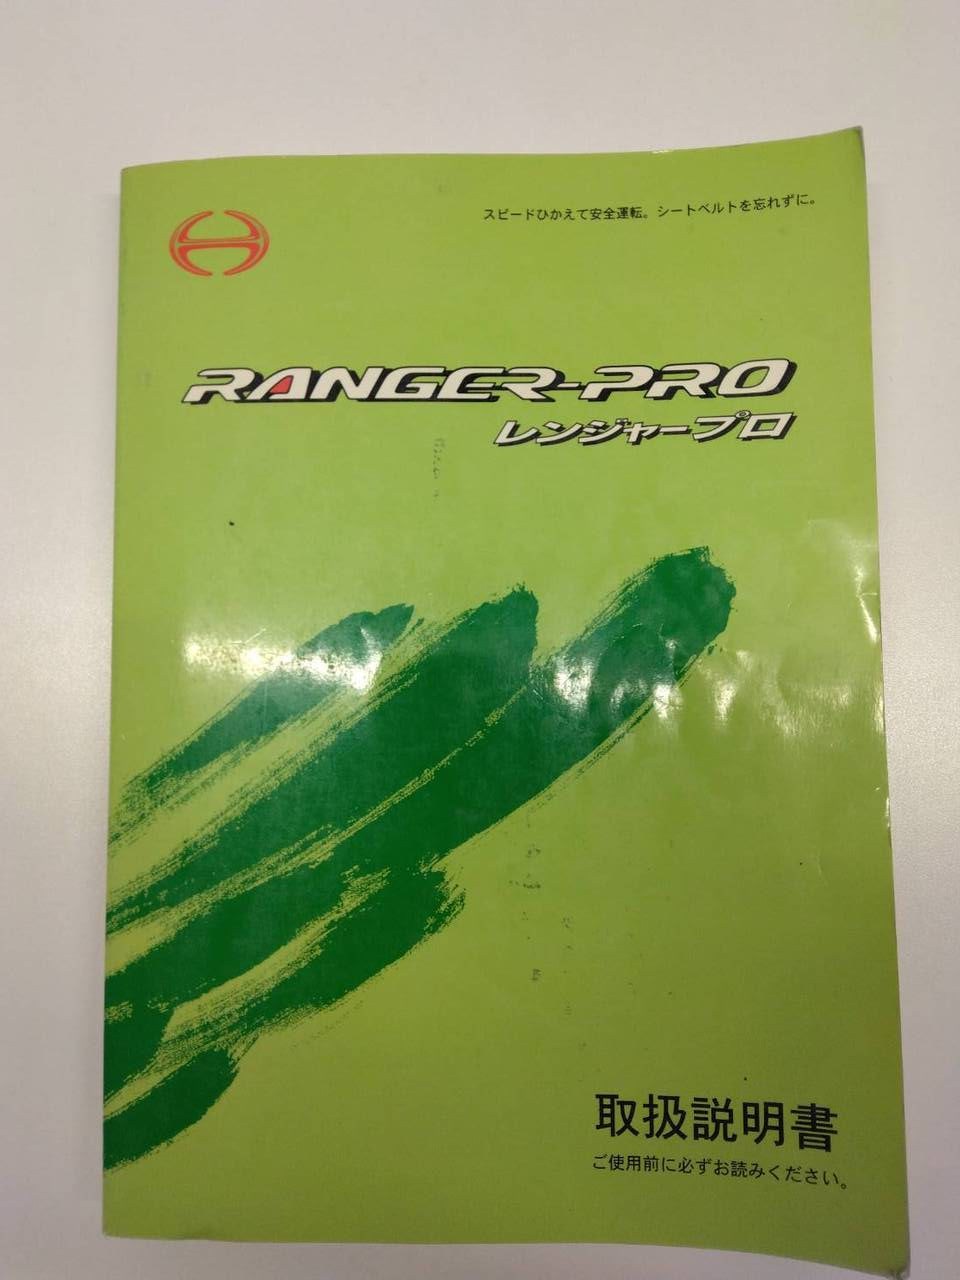 スピードひかえて安全運転。シートベルトを忘れずに。
RANGER-PRO
レンジャープロ
取扱説明書
ご使用前に必ずお読みください。